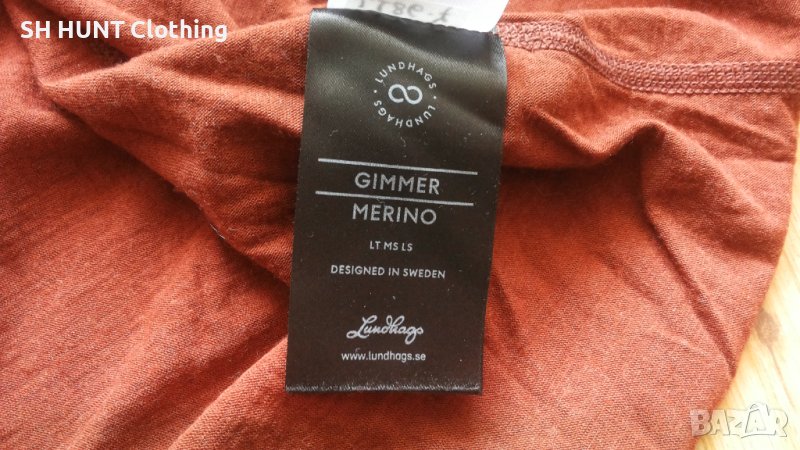 SH HUNT Clothing
LUNDHAGS LUNDHAGS
GIMMER
MERINO
LT MS LS
DESIGNED IN SWEDEN
Lundhags
www.lundhags.se
BAZAR